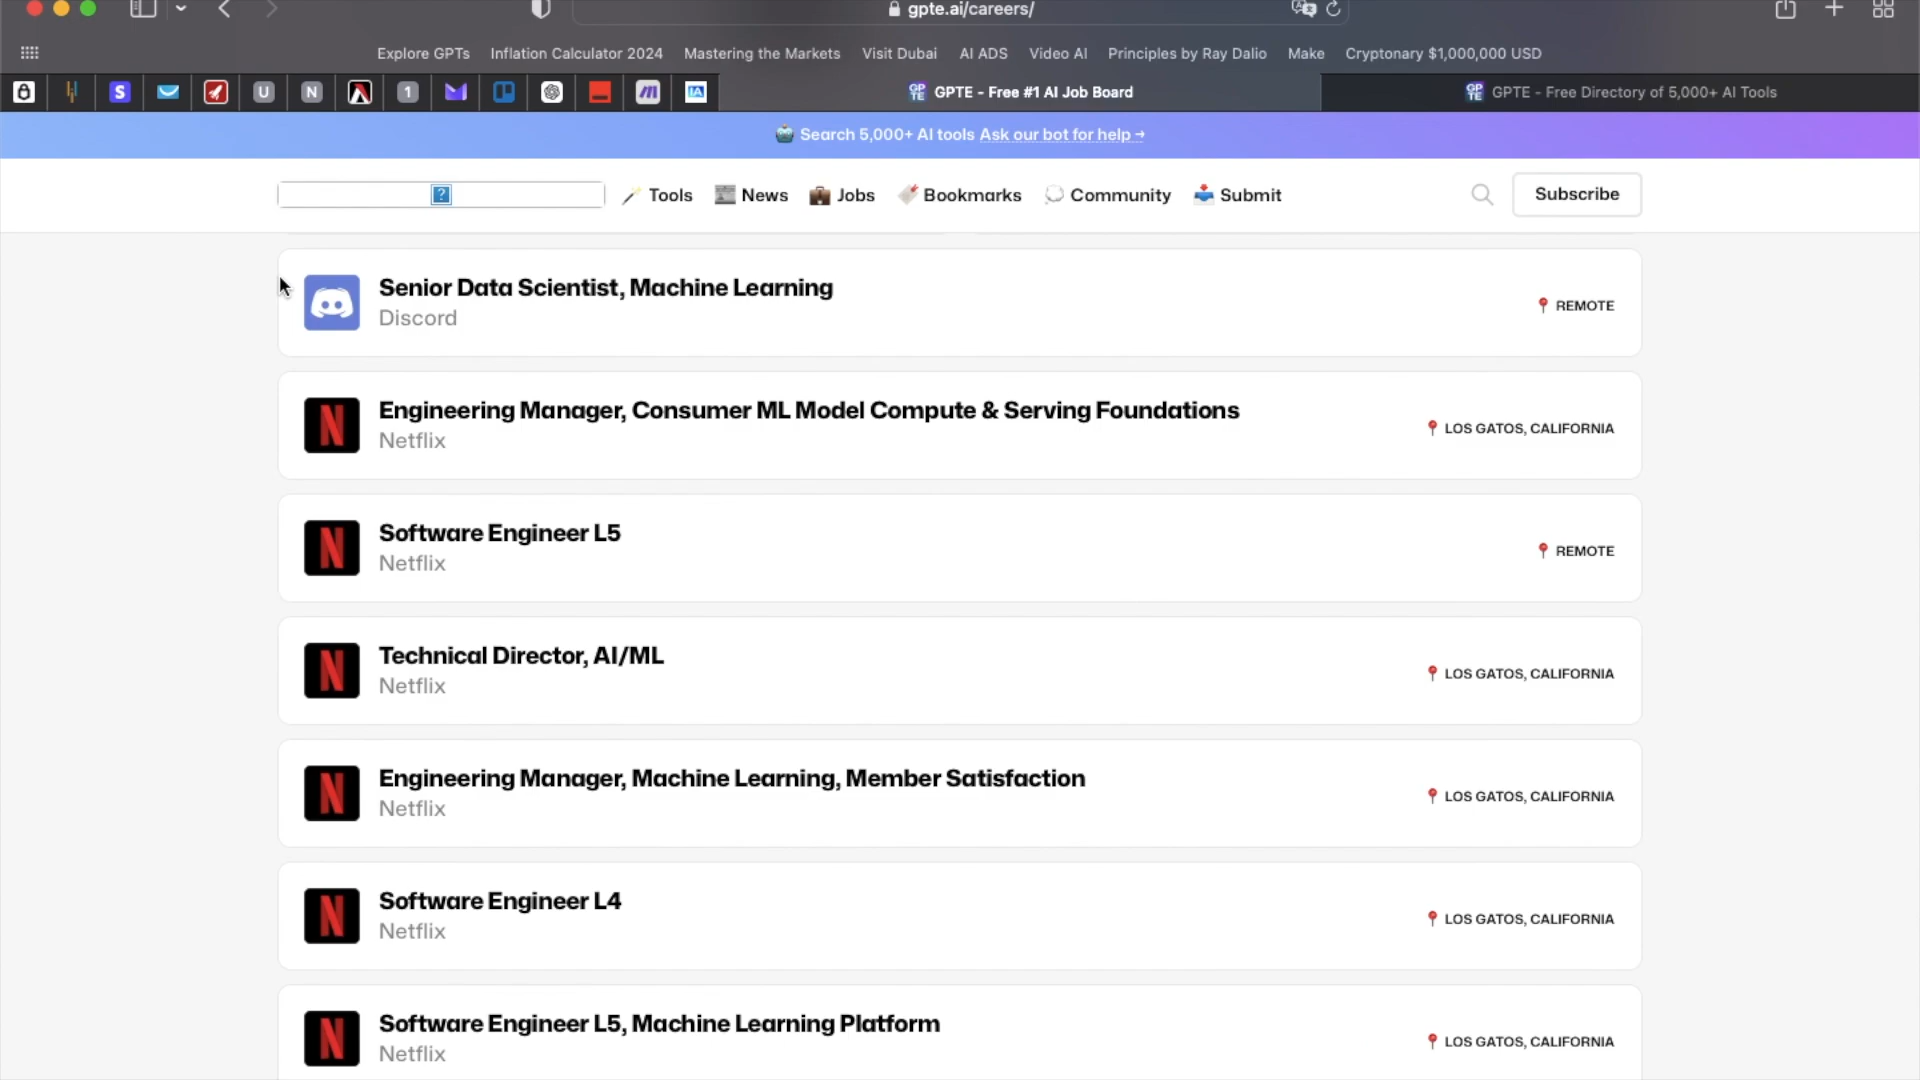 gpte.ai/careers/
Explore GPTs Inflation Calculator 2024 Mastering the Markets Visit Dubai AI ADS Video AI Principles by Ray Dalio Make Cryptonary $1,000,000 USD
S U N 1 IA GPTE - Free #1 AI Job Board GPTE - Free Directory of 5,000+ AI Tools
Search 5,000+ AI tools Ask our bot for help →
? Tools News Jobs Bookmarks Community Submit Subscribe
Senior Data Scientist, Machine Learning
Discord
REMOTE
Engineering Manager, Consumer ML Model Compute & Serving Foundations
Netflix
LOS GATOS, CALIFORNIA
Software Engineer L5
Netflix
REMOTE
Technical Director, AI/ML
Netflix
LOS GATOS, CALIFORNIA
Engineering Manager, Machine Learning, Member Satisfaction
Netflix
LOS GATOS, CALIFORNIA
Software Engineer L4
Netflix
LOS GATOS, CALIFORNIA
Software Engineer L5, Machine Learning Platform
Netflix
LOS GATOS, CALIFORNIA